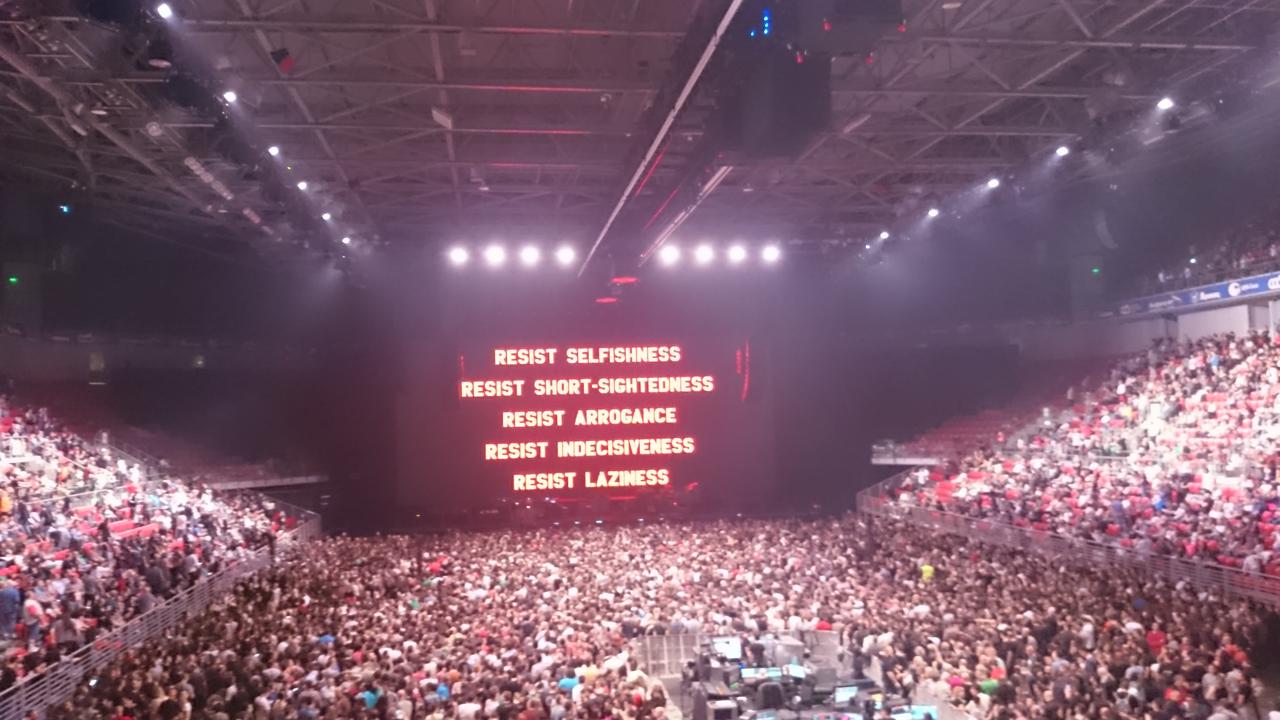 RESIST SELFISHNESS
RESIST SHORT-SIGHTEDNESS
RESIST ARROGANCE
RESIST INDECISIVENESS
RESIST LAZINESS